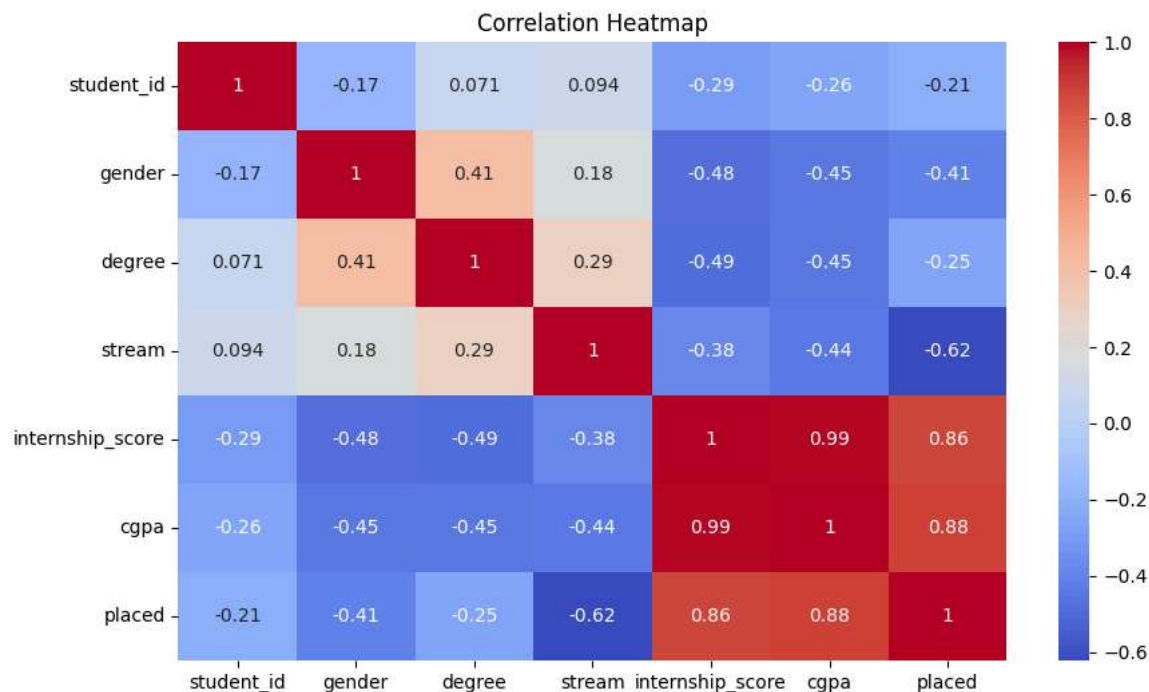 Correlation Heatmap
student_id 1 -0.17 0.071 0.094 -0.29 -0.26 -0.21
gender -0.17 1 0.41 0.18 -0.48 -0.45 -0.41
degree 0.071 0.41 1 0.29 -0.49 -0.45 -0.25
stream 0.094 0.18 0.29 1 -0.38 -0.44 -0.62
internship_score -0.29 -0.48 -0.49 -0.38 1 0.99 0.86
cgpa -0.26 -0.45 -0.45 -0.44 0.99 1 0.88
placed -0.21 -0.41 -0.25 -0.62 0.86 0.88 1
student_id gender degree stream internship_score cgpa placed
1.0
0.8
0.6
0.4
0.2
0.0
−0.2
−0.4
−0.6